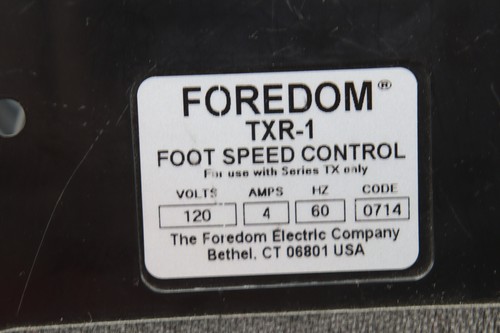 FOREDOM®
TXR-1
FOOT SPEED CONTROL
For use with Series TX only
VOLTS AMPS HZ CODE
120 4 60 0714
The Foredom Electric Company
Bethel, CT 06801 USA